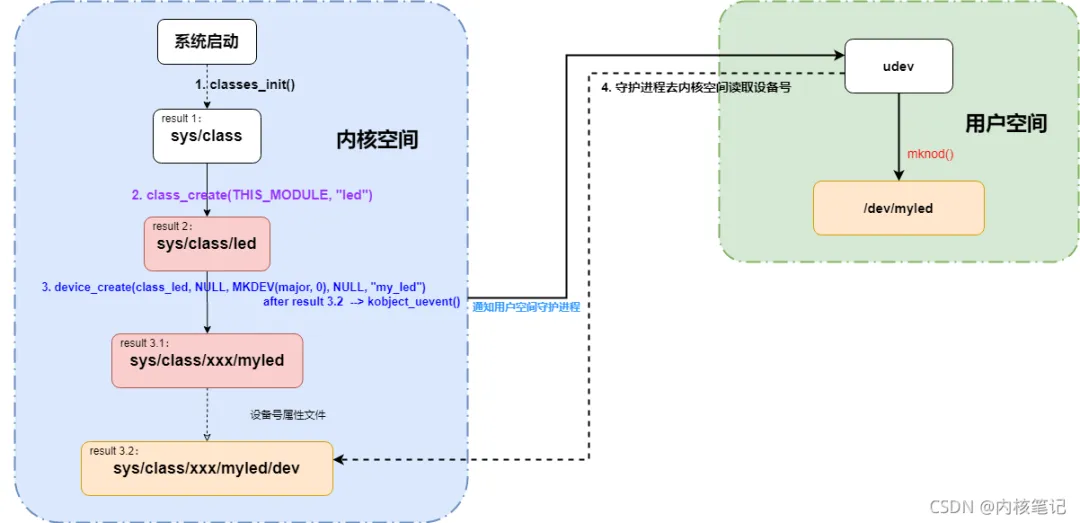 系统启动
1. classes_init()
result 1:
sys/class
内核空间
2. class_create(THIS_MODULE, "led")
result 2:
sys/class/led
3. device_create(class_led, NULL, MKDEV(major, 0), NULL, "my_led")
after result 3.2 --> kobject_uevent()
通知用户空间守护进程
result 3.1:
sys/class/xxx/myled
设备号属性文件
result 3.2:
sys/class/xxx/myled/dev
udev
4. 守护进程去内核空间读取设备号
用户空间
mknod()
/dev/myled
CSDN @内核笔记